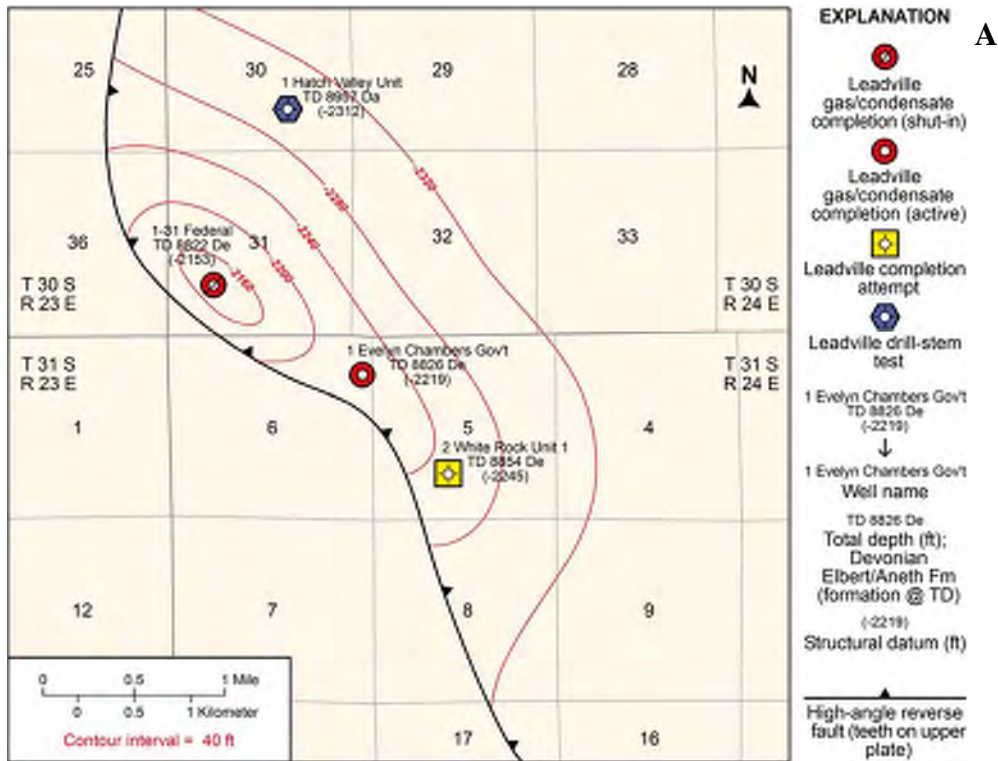 25
30
29
28
1 Hatch Valley Unit
TD 8957 Da
(-2312)
N
-2320
-2280
-2240
-2200
-2160
36
1-31 Federal
TD 8822 De
(-2153)
31
32
33
T 30 S
R 23 E
T 30 S
R 24 E
T 31 S
R 23 E
T 31 S
R 24 E
1 Evelyn Chambers Gov't
TD 8826 De
(-2219)
1
6
5
4
2 White Rock Unit 1
TD 8854 De
(-2245)
12
7
8
9
17
16
0 0.5 1 Mile
0 0.5 1 Kilometer
Contour interval = 40 ft
EXPLANATION
A
Leadville
gas/condensate
completion (shut-in)
Leadville
gas/condensate
completion (active)
Leadville completion
attempt
Leadville drill-stem
test
1 Evelyn Chambers Gov't
TD 8826 De
(-2219)
1 Evelyn Chambers Gov't
Well name
TD 8826 De
Total depth (ft);
Devonian
Elbert/Aneth Fm
(formation @ TD)
(-2219)
Structural datum (ft)
High-angle reverse
fault (teeth on upper
plate)